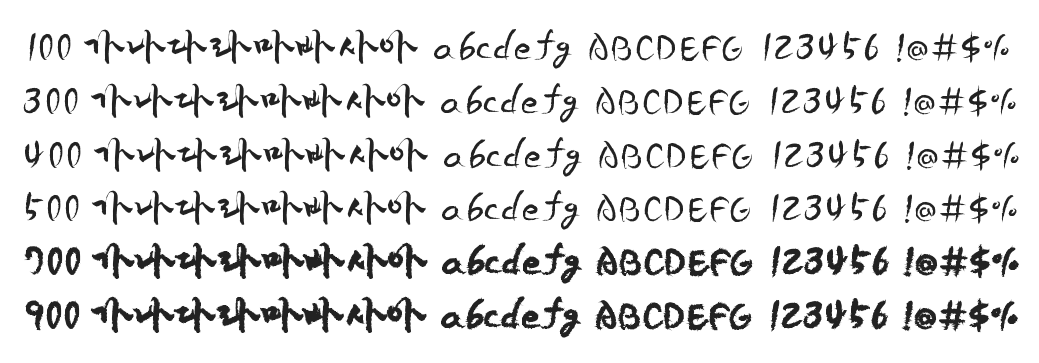 100 가나다라마바사아 abcdefg ABCDEFG 123456 !@#$%
300 가나다라마바사아 abcdefg ABCDEFG 123456 !@#$%
400 가나다라마바사아 abcdefg ABCDEFG 123456 !@#$%
500 가나다라마바사아 abcdefg ABCDEFG 123456 !@#$%
700 가나다라마바사아 abcdefg ABCDEFG 123456 !@#$%
900 가나다라마바사아 abcdefg ABCDEFG 123456 !@#$%